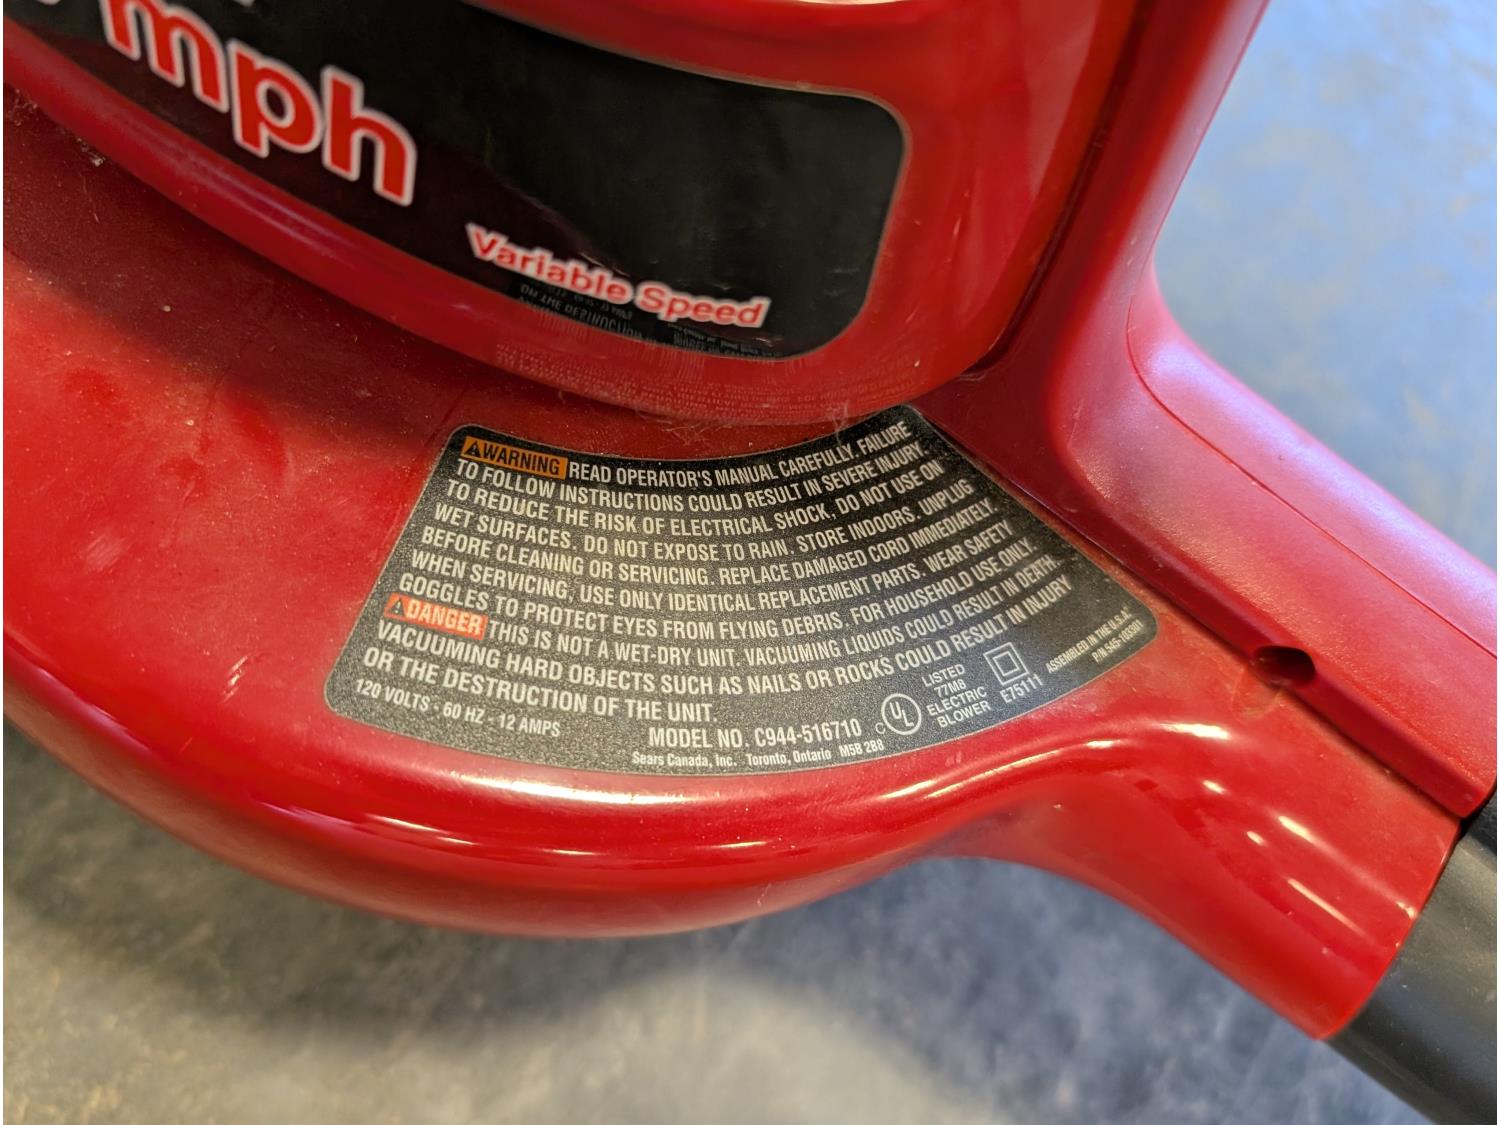 mph
Variable Speed
WARNING READ OPERATOR'S MANUAL CAREFULLY. FAILURE
TO FOLLOW INSTRUCTIONS COULD RESULT IN SEVERE INJURY.
TO REDUCE THE RISK OF ELECTRICAL SHOCK, DO NOT USE ON
WET SURFACES. DO NOT EXPOSE TO RAIN. STORE INDOORS. UNPLUG
BEFORE CLEANING OR SERVICING. REPLACE DAMAGED CORD IMMEDIATELY.
WHEN SERVICING, USE ONLY IDENTICAL REPLACEMENT PARTS. WEAR SAFETY
GOGGLES TO PROTECT EYES FROM FLYING DEBRIS. FOR HOUSEHOLD USE ONLY.
DANGER THIS IS NOT A WET-DRY UNIT. VACUUMING LIQUIDS COULD RESULT IN DEATH.
VACUUMING HARD OBJECTS SUCH AS NAILS OR ROCKS COULD RESULT IN INJURY
OR THE DESTRUCTION OF THE UNIT.
120 VOLTS - 60 HZ - 12 AMPS
MODEL NO. C944-516710
Sears Canada, Inc. Toronto, Ontario M5B 2B8
C UL
LISTED
77M8
ELECTRIC
BLOWER
E75111
ASSEMBLED IN THE U.S.A.
P/N 545-103301